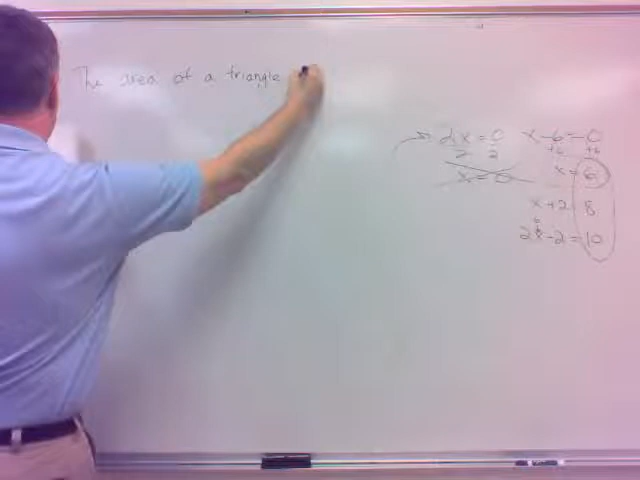 The area of a triangle
2x = 0 x - 6 = 0
2 2 +6 +6
x = 0 x = 6
x + 2 8
6
2x - 2 = 10